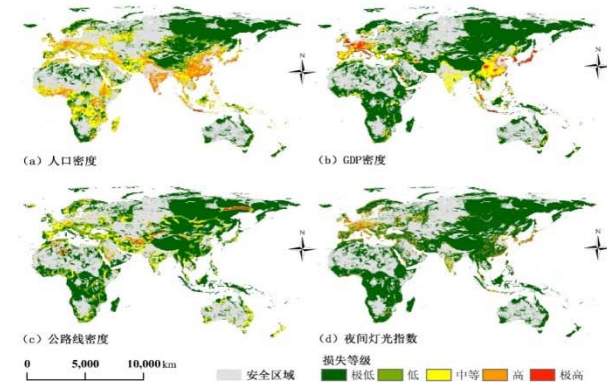 N
N
(a) 人口密度
(b) GDP密度
N
N
(c) 公路线密度
(d) 夜间灯光指数
0 5,000 10,000 km
安全区域
损失等级
极低 低 中等 高 极高